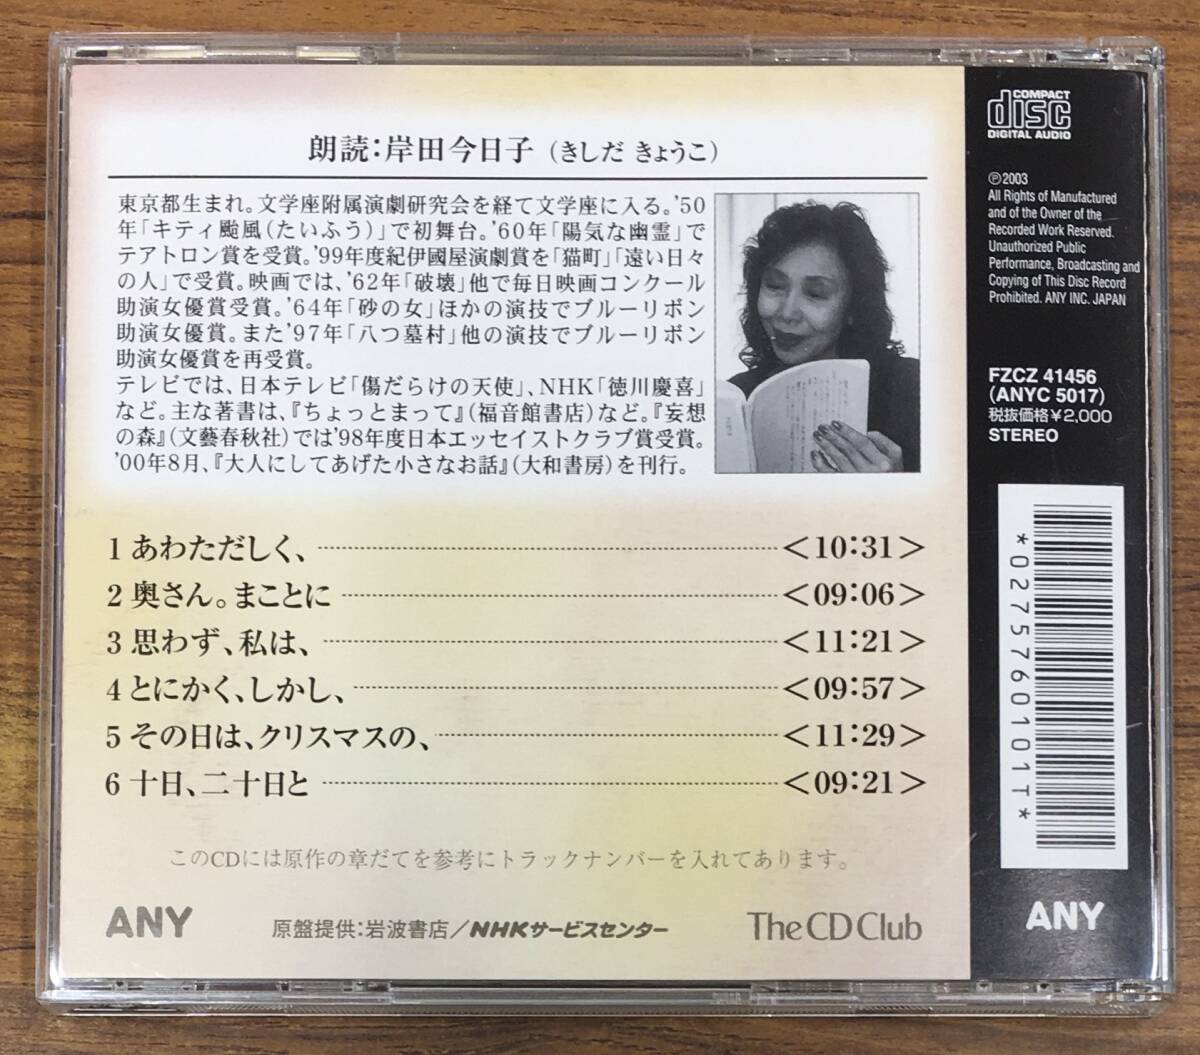 朗読：岸田今日子（きしだ きょうこ）
東京都生まれ。文学座附属演劇研究会を経て文学座に入る。'50
年「キティ颱風（たいふう）」で初舞台。'60年「陽気な幽霊」で
テアトロン賞を受賞。'99年度紀伊國屋演劇賞を「猫町」「遠い日々
の人」で受賞。映画では、'62年「破壊」他で毎日映画コンクール
助演女優賞受賞。'64年「砂の女」ほかの演技でブルーリボン
助演女優賞。また'97年「八つ墓村」他の演技でブルーリボン
助演女優賞を再受賞。
テレビでは、日本テレビ「傷だらけの天使」、NHK「徳川慶喜」
など。主な著書は、『ちょっとまって』（福音館書店）など。『妄想
の森』（文藝春秋社）では'98年度日本エッセイストクラブ賞受賞。
'00年8月、『大人にしてあげた小さなお話』（大和書房）を刊行。
1 あわただしく、 <10:31>
2 奥さん。まことに <09:06>
3 思わず、私は、 <11:21>
4 とにかく、しかし、 <09:57>
5 その日は、クリスマスの、 <11:29>
6 十日、二十日と <09:21>
このCDには原作の章だてを参考にトラックナンバーを入れてあります。
ANY
原盤提供：岩波書店／NHKサービスセンター
The CD Club
COMPACT
disc
DIGITAL AUDIO
Ⓟ2003
All Rights of Manufactured
and of the Owner of the
Recorded Work Reserved.
Unauthorized Public
Performance, Broadcasting and
Copying of This Disc Record
Prohibited. ANY INC. JAPAN
FZCZ 41456
(ANYC 5017)
税抜価格¥2,000
STEREO
*0275760101T*
ANY